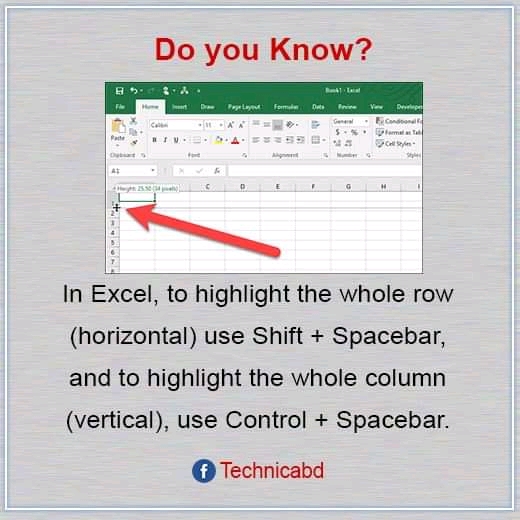 Do you Know?
Book1 - Excel
File Home Insert Draw Page Layout Formulas Data Review View Developer
Calibri 11 A A General Conditional Fo
Paste B I U A $ % Format as Tab
Cell Styles
Clipboard Font Alignment Number
A1 fx
Height: 25.50 (34 pixels) C D E F G H I
1
2
3
4
5
6
7
8
In Excel, to highlight the whole row
(horizontal) use Shift + Spacebar,
and to highlight the whole column
(vertical), use Control + Spacebar.
f Technicabd